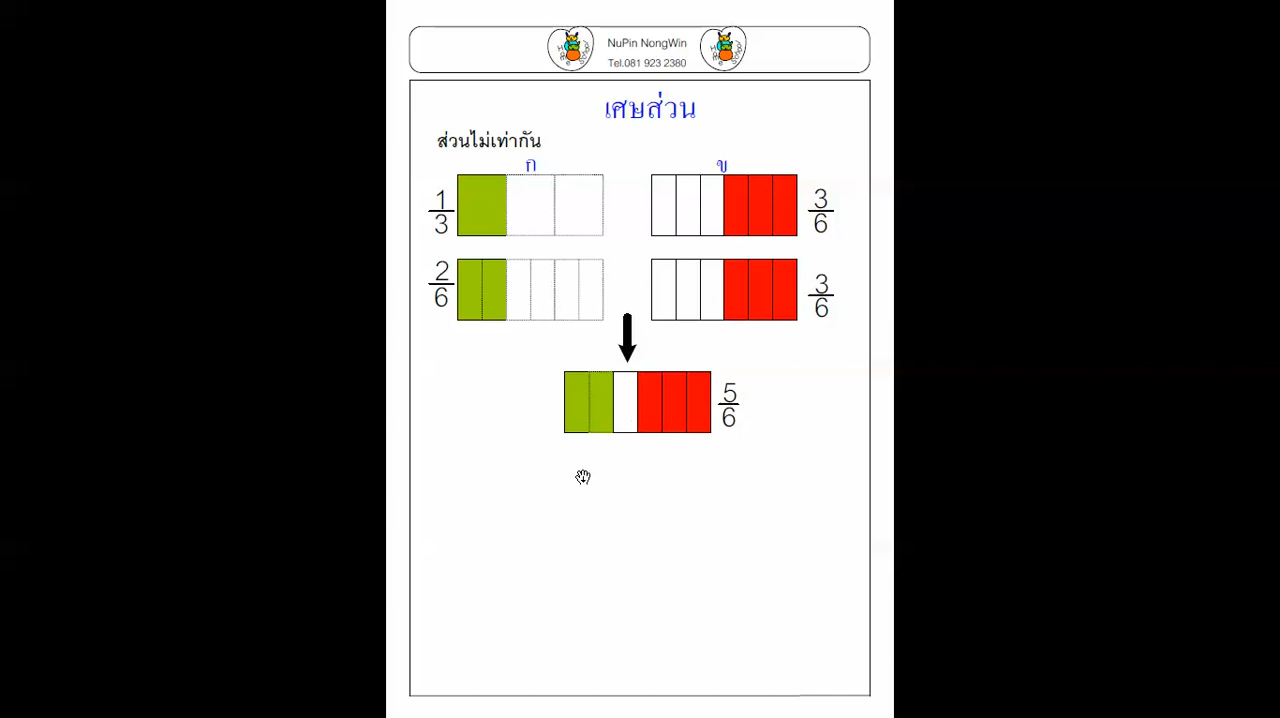 NuPin NongWin
Tel.081 923 2380
เศษส่วน
ส่วนไม่เท่ากัน
ก ข
1/3 3/6
2/6 3/6
5/6